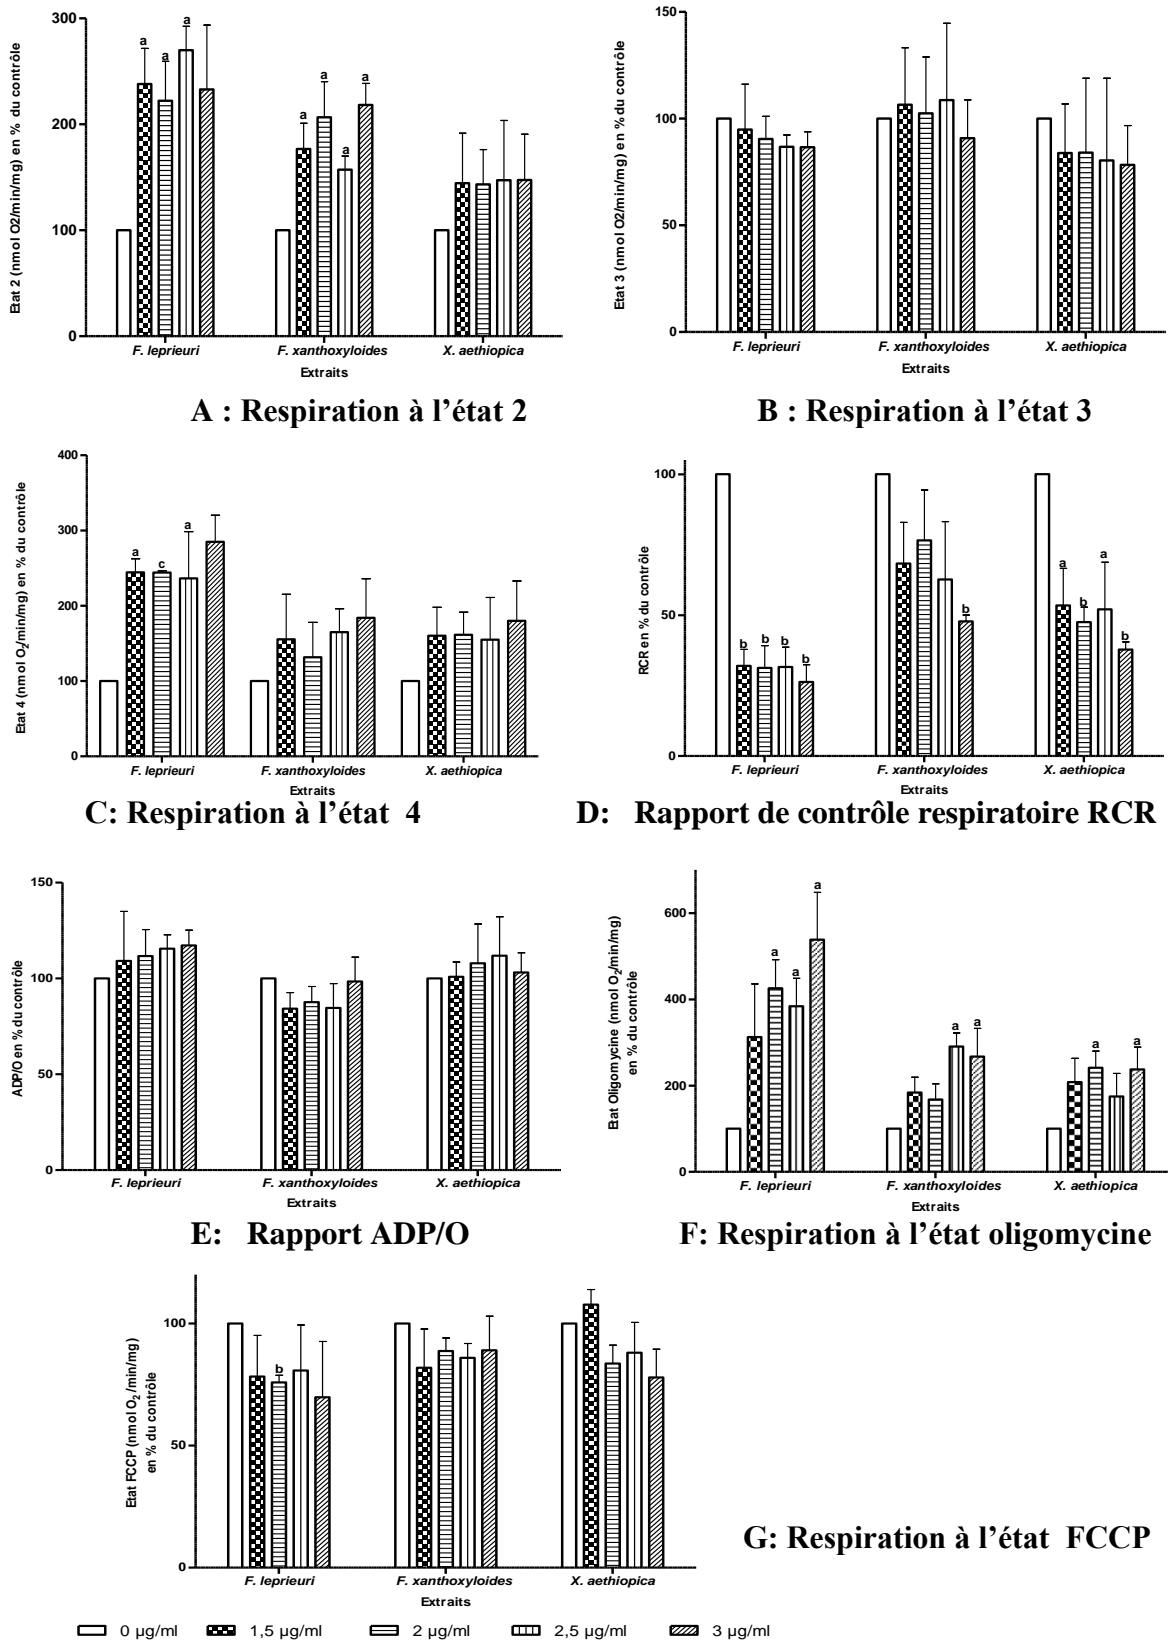 300
200
100
0
Etat 2 (nmol O2/min/mg) en % du contrôle
a
a
a
a
a
a
a
F. leprieuri
F. xanthoxyloides
X. aethiopica
Extraits
A : Respiration à l’état 2
150
100
50
0
Etat 3 (nmol O2/min/mg) en % du contrôle
F. leprieuri
F. xanthoxyloides
X. aethiopica
Extraits
B : Respiration à l’état 3
400
300
200
100
0
Etat 4 (nmol O2/min/mg) en % du contrôle
a
c
a
F. leprieuri
F. xanthoxyloides
X. aethiopica
Extraits
C: Respiration à l’état 4
100
50
0
RCR en % du contrôle
b
b
b
b
b
a
b
a
b
F. leprieuri
F. xanthoxyloides
X. aethiopica
Extraits
D: Rapport de contrôle respiratoire RCR
150
100
50
0
ADP/O en % du contrôle
F. leprieuri
F. xanthoxyloides
X. aethiopica
Extraits
E: Rapport ADP/O
600
400
200
0
Etat Oligomycine (nmol O2/min/mg)
en % du contrôle
a
a
a
a
a
a
a
F. leprieuri
F. xanthoxyloides
X. aethiopica
Extraits
F: Respiration à l’état oligomycine
100
50
0
Etat FCCP (nmol O2/min/mg)
en % du contrôle
b
F. leprieuri
F. xanthoxyloides
X. aethiopica
Extraits
G: Respiration à l’état FCCP
0 µg/ml 1,5 µg/ml 2 µg/ml 2,5 µg/ml 3 µg/ml